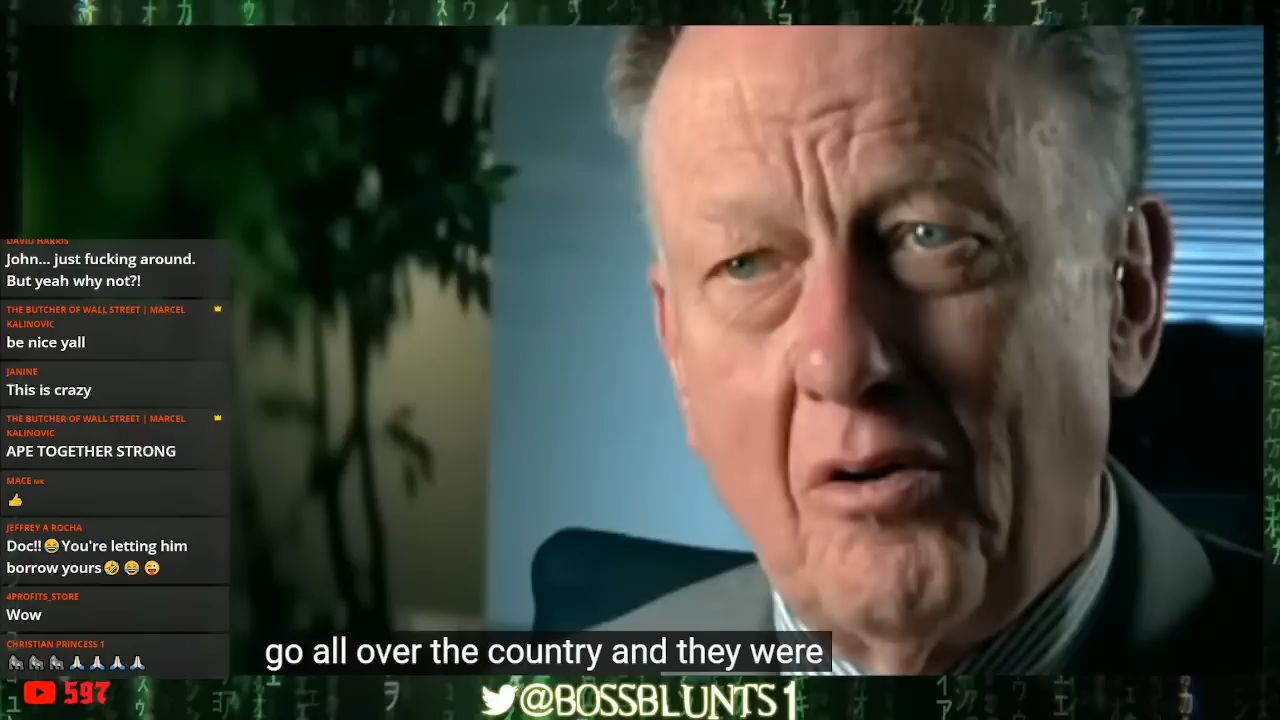 DAVID HARRIS
John... just fucking around.
But yeah why not?!
THE BUTCHER OF WALL STREET | MARCEL
KALINOVIC
be nice yall
JANINE
This is crazy
THE BUTCHER OF WALL STREET | MARCEL
KALINOVIC
APE TOGETHER STRONG
MACE MK
👍
JEFFREY A ROCHA
Doc!!😂You're letting him
borrow yours🤣😂😜
4PROFITS_STORE
Wow
CHRISTIAN PRINCESS 1
🦍🦍🦍🙏🏻🙏🏻🙏🏻🙏🏻
go all over the country and they were
597
@BOSSBLUNTS1